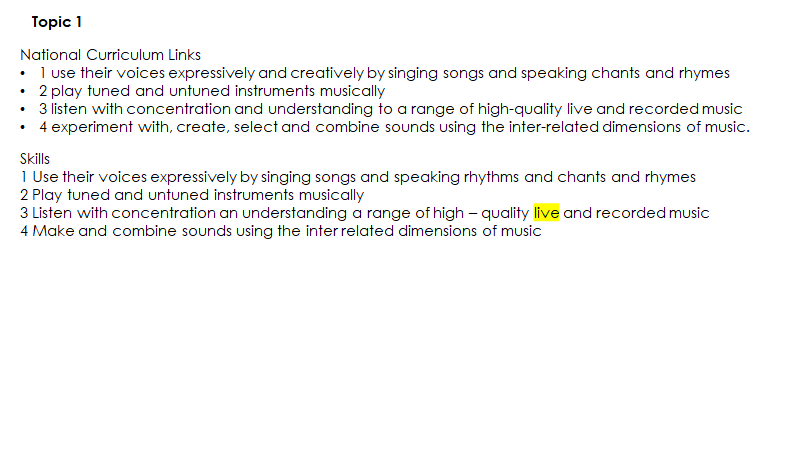 Topic 1
National Curriculum Links
• 1 use their voices expressively and creatively by singing songs and speaking chants and rhymes
• 2 play tuned and untuned instruments musically
• 3 listen with concentration and understanding to a range of high-quality live and recorded music
• 4 experiment with, create, select and combine sounds using the inter-related dimensions of music.
Skills
1 Use their voices expressively by singing songs and speaking rhythms and chants and rhymes
2 Play tuned and untuned instruments musically
3 Listen with concentration an understanding a range of high – quality live and recorded music
4 Make and combine sounds using the inter related dimensions of music